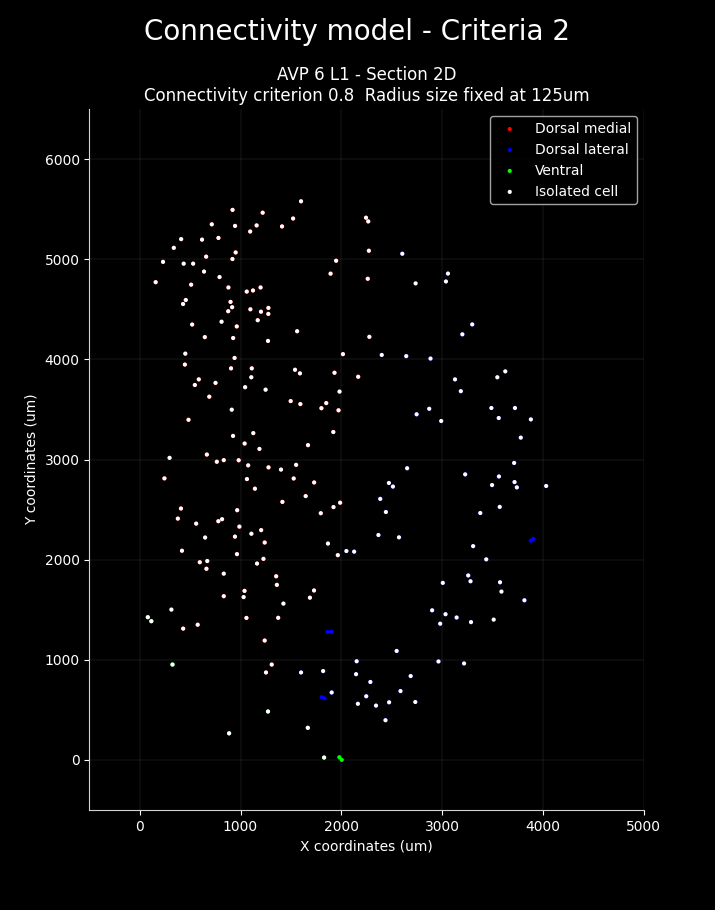 Connectivity model - Criteria 2
AVP 6 L1 - Section 2D
Connectivity criterion 0.8  Radius size fixed at 125um
Dorsal medial
Dorsal lateral
Ventral
Isolated cell
6000
5000
4000
3000
2000
1000
0
Y coordinates (um)
0 1000 2000 3000 4000 5000
X coordinates (um)